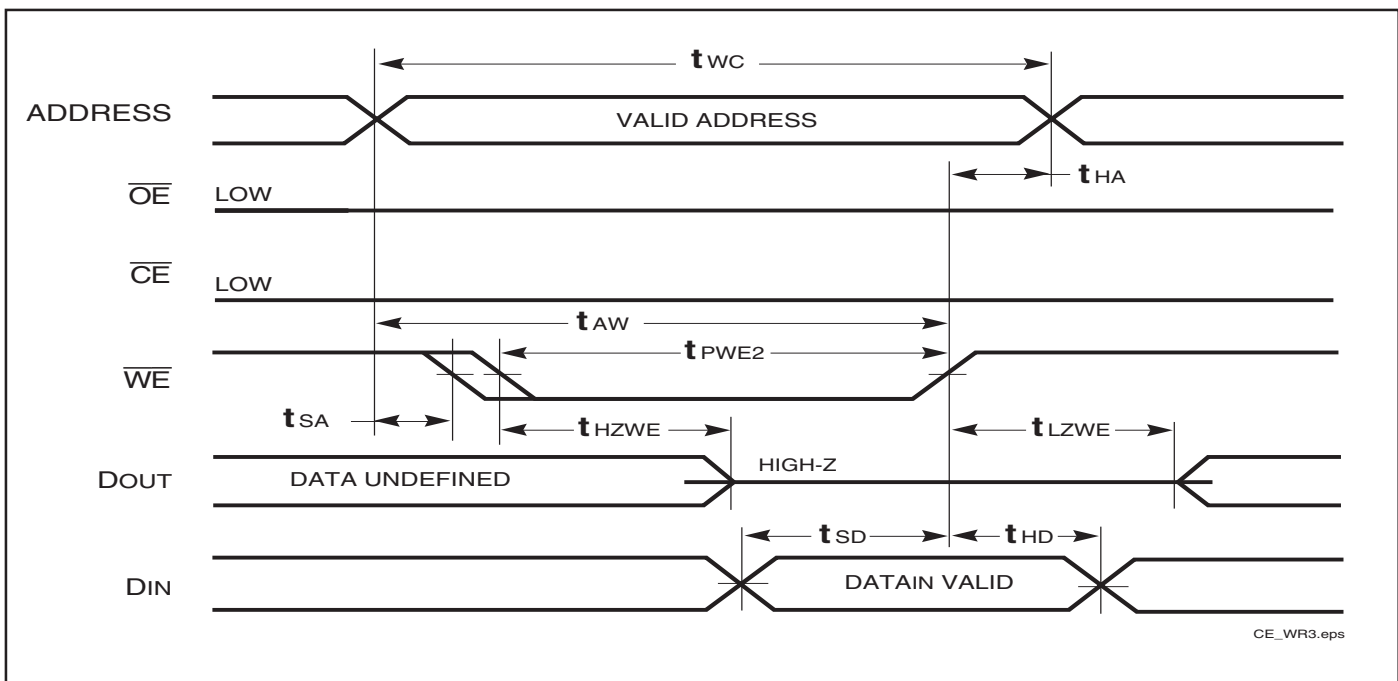 tWC
ADDRESS
VALID ADDRESS
tHA
OE
LOW
CE
LOW
tAW
tPWE2
WE
tSA
tHZWE
tLZWE
DOUT
DATA UNDEFINED
HIGH-Z
tSD
tHD
DIN
DATAIN VALID
CE_WR3.eps